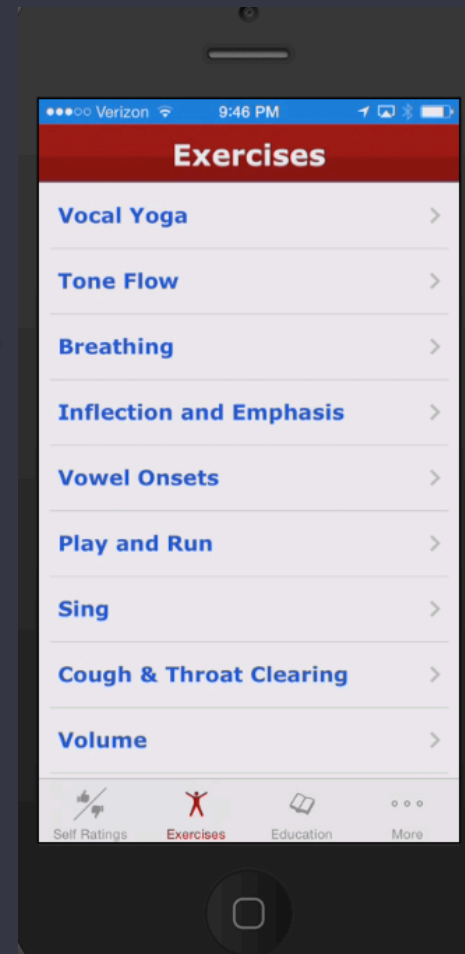 Verizon 9:46 PM
Exercises
Vocal Yoga
Tone Flow
Breathing
Inflection and Emphasis
Vowel Onsets
Play and Run
Sing
Cough & Throat Clearing
Volume
Self Ratings Exercises Education More